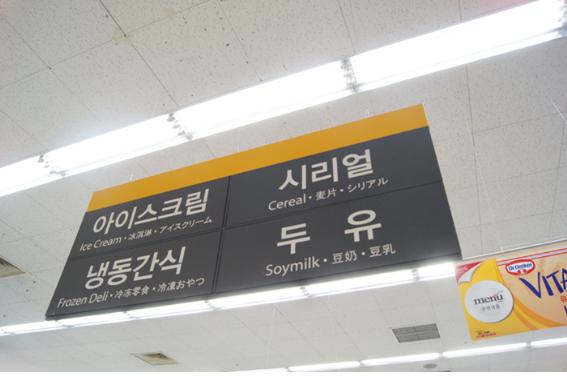 아이스크림
Ice Cream · 冰淇淋 · アイスクリーム
시리얼
Cereal · 麦片 · シリアル
냉동간식
Frozen Deli · 冷冻零食 · 冷凍おやつ
두 유
Soymilk · 豆奶 · 豆乳
Dr.Oetker
VITA
menu